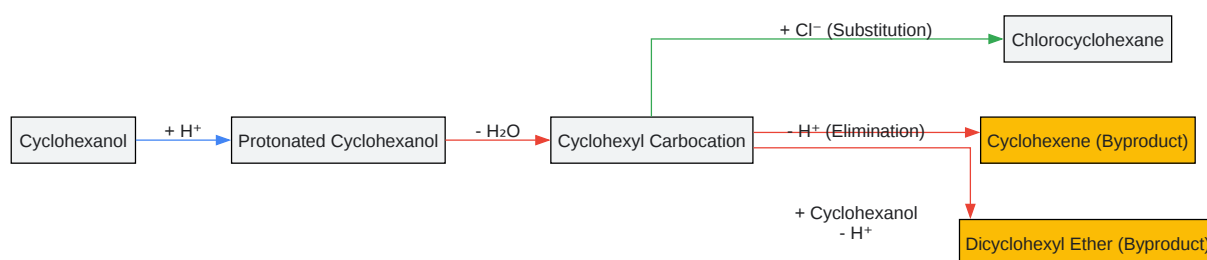 + Cl⁻ (Substitution)
Chlorocyclohexane
Cyclohexanol
+ H⁺
Protonated Cyclohexanol
- H₂O
Cyclohexyl Carbocation
- H⁺ (Elimination)
Cyclohexene (Byproduct)
+ Cyclohexanol
- H⁺
Dicyclohexyl Ether (Byproduct)